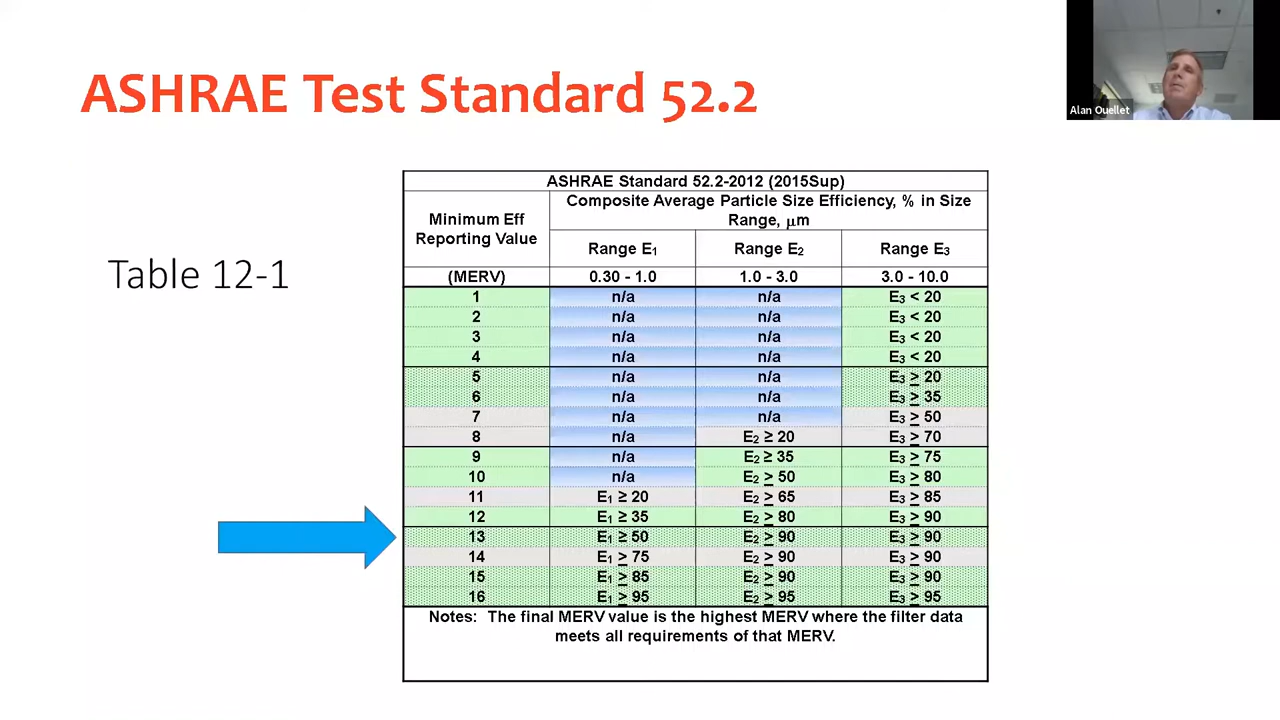 ASHRAE Test Standard 52.2
Alan Ouellet
Table 12-1
ASHRAE Standard 52.2-2012 (2015Sup)
Minimum Eff Reporting Value
Composite Average Particle Size Efficiency, % in Size
Range, μm
Range E1 Range E2 Range E3
(MERV) 0.30 - 1.0 1.0 - 3.0 3.0 - 10.0
1 n/a n/a E3 < 20
2 n/a n/a E3 < 20
3 n/a n/a E3 < 20
4 n/a n/a E3 < 20
5 n/a n/a E3 ≥ 20
6 n/a n/a E3 ≥ 35
7 n/a n/a E3 ≥ 50
8 n/a E2 ≥ 20 E3 ≥ 70
9 n/a E2 ≥ 35 E3 ≥ 75
10 n/a E2 ≥ 50 E3 ≥ 80
11 E1 ≥ 20 E2 ≥ 65 E3 ≥ 85
12 E1 ≥ 35 E2 ≥ 80 E3 ≥ 90
13 E1 ≥ 50 E2 ≥ 90 E3 ≥ 90
14 E1 ≥ 75 E2 ≥ 90 E3 ≥ 90
15 E1 ≥ 85 E2 ≥ 90 E3 ≥ 90
16 E1 ≥ 95 E2 ≥ 95 E3 ≥ 95
Notes: The final MERV value is the highest MERV where the filter data
meets all requirements of that MERV.